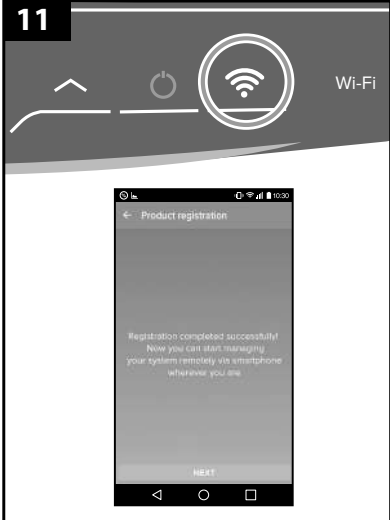 11
Wi-Fi
10:30
Product registration
Registration completed successfully!
Now you can start managing
your system remotely via smartphone
wherever you are
NEXT